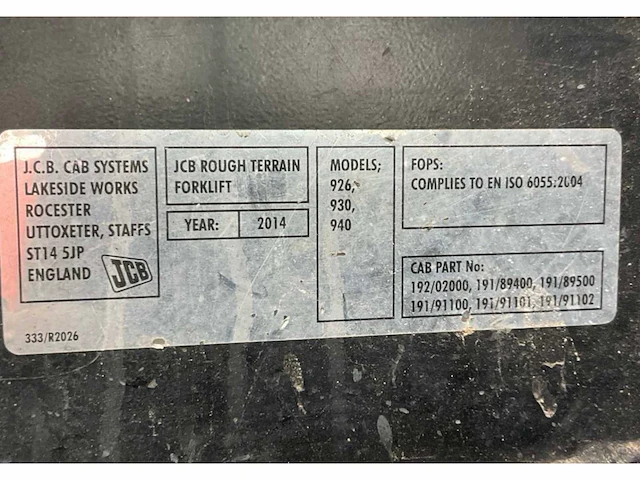 J.C.B. CAB SYSTEMS
LAKESIDE WORKS
ROCESTER
UTTOXETER, STAFFS
ST14 5JP
ENGLAND
JCB
333/R2026
JCB ROUGH TERRAIN
FORKLIFT
YEAR: 2014
MODELS;
926,
930,
940
FOPS:
COMPLIES TO EN ISO 6055:2004
CAB PART No:
192/02000, 191/89400, 191/89500
191/91100, 191/91101, 191/91102